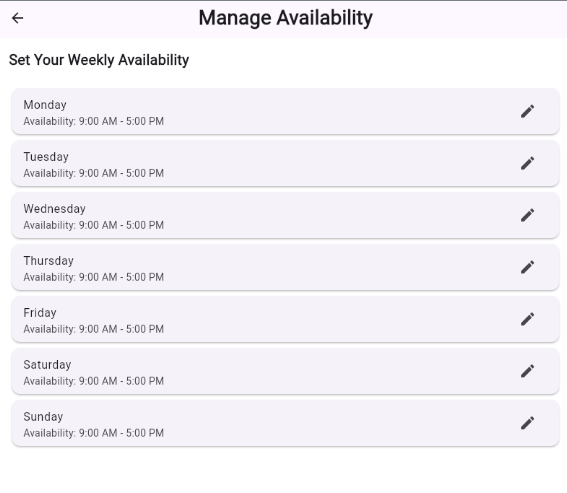 Manage Availability
Set Your Weekly Availability
Monday
Availability: 9:00 AM - 5:00 PM
Tuesday
Availability: 9:00 AM - 5:00 PM
Wednesday
Availability: 9:00 AM - 5:00 PM
Thursday
Availability: 9:00 AM - 5:00 PM
Friday
Availability: 9:00 AM - 5:00 PM
Saturday
Availability: 9:00 AM - 5:00 PM
Sunday
Availability: 9:00 AM - 5:00 PM